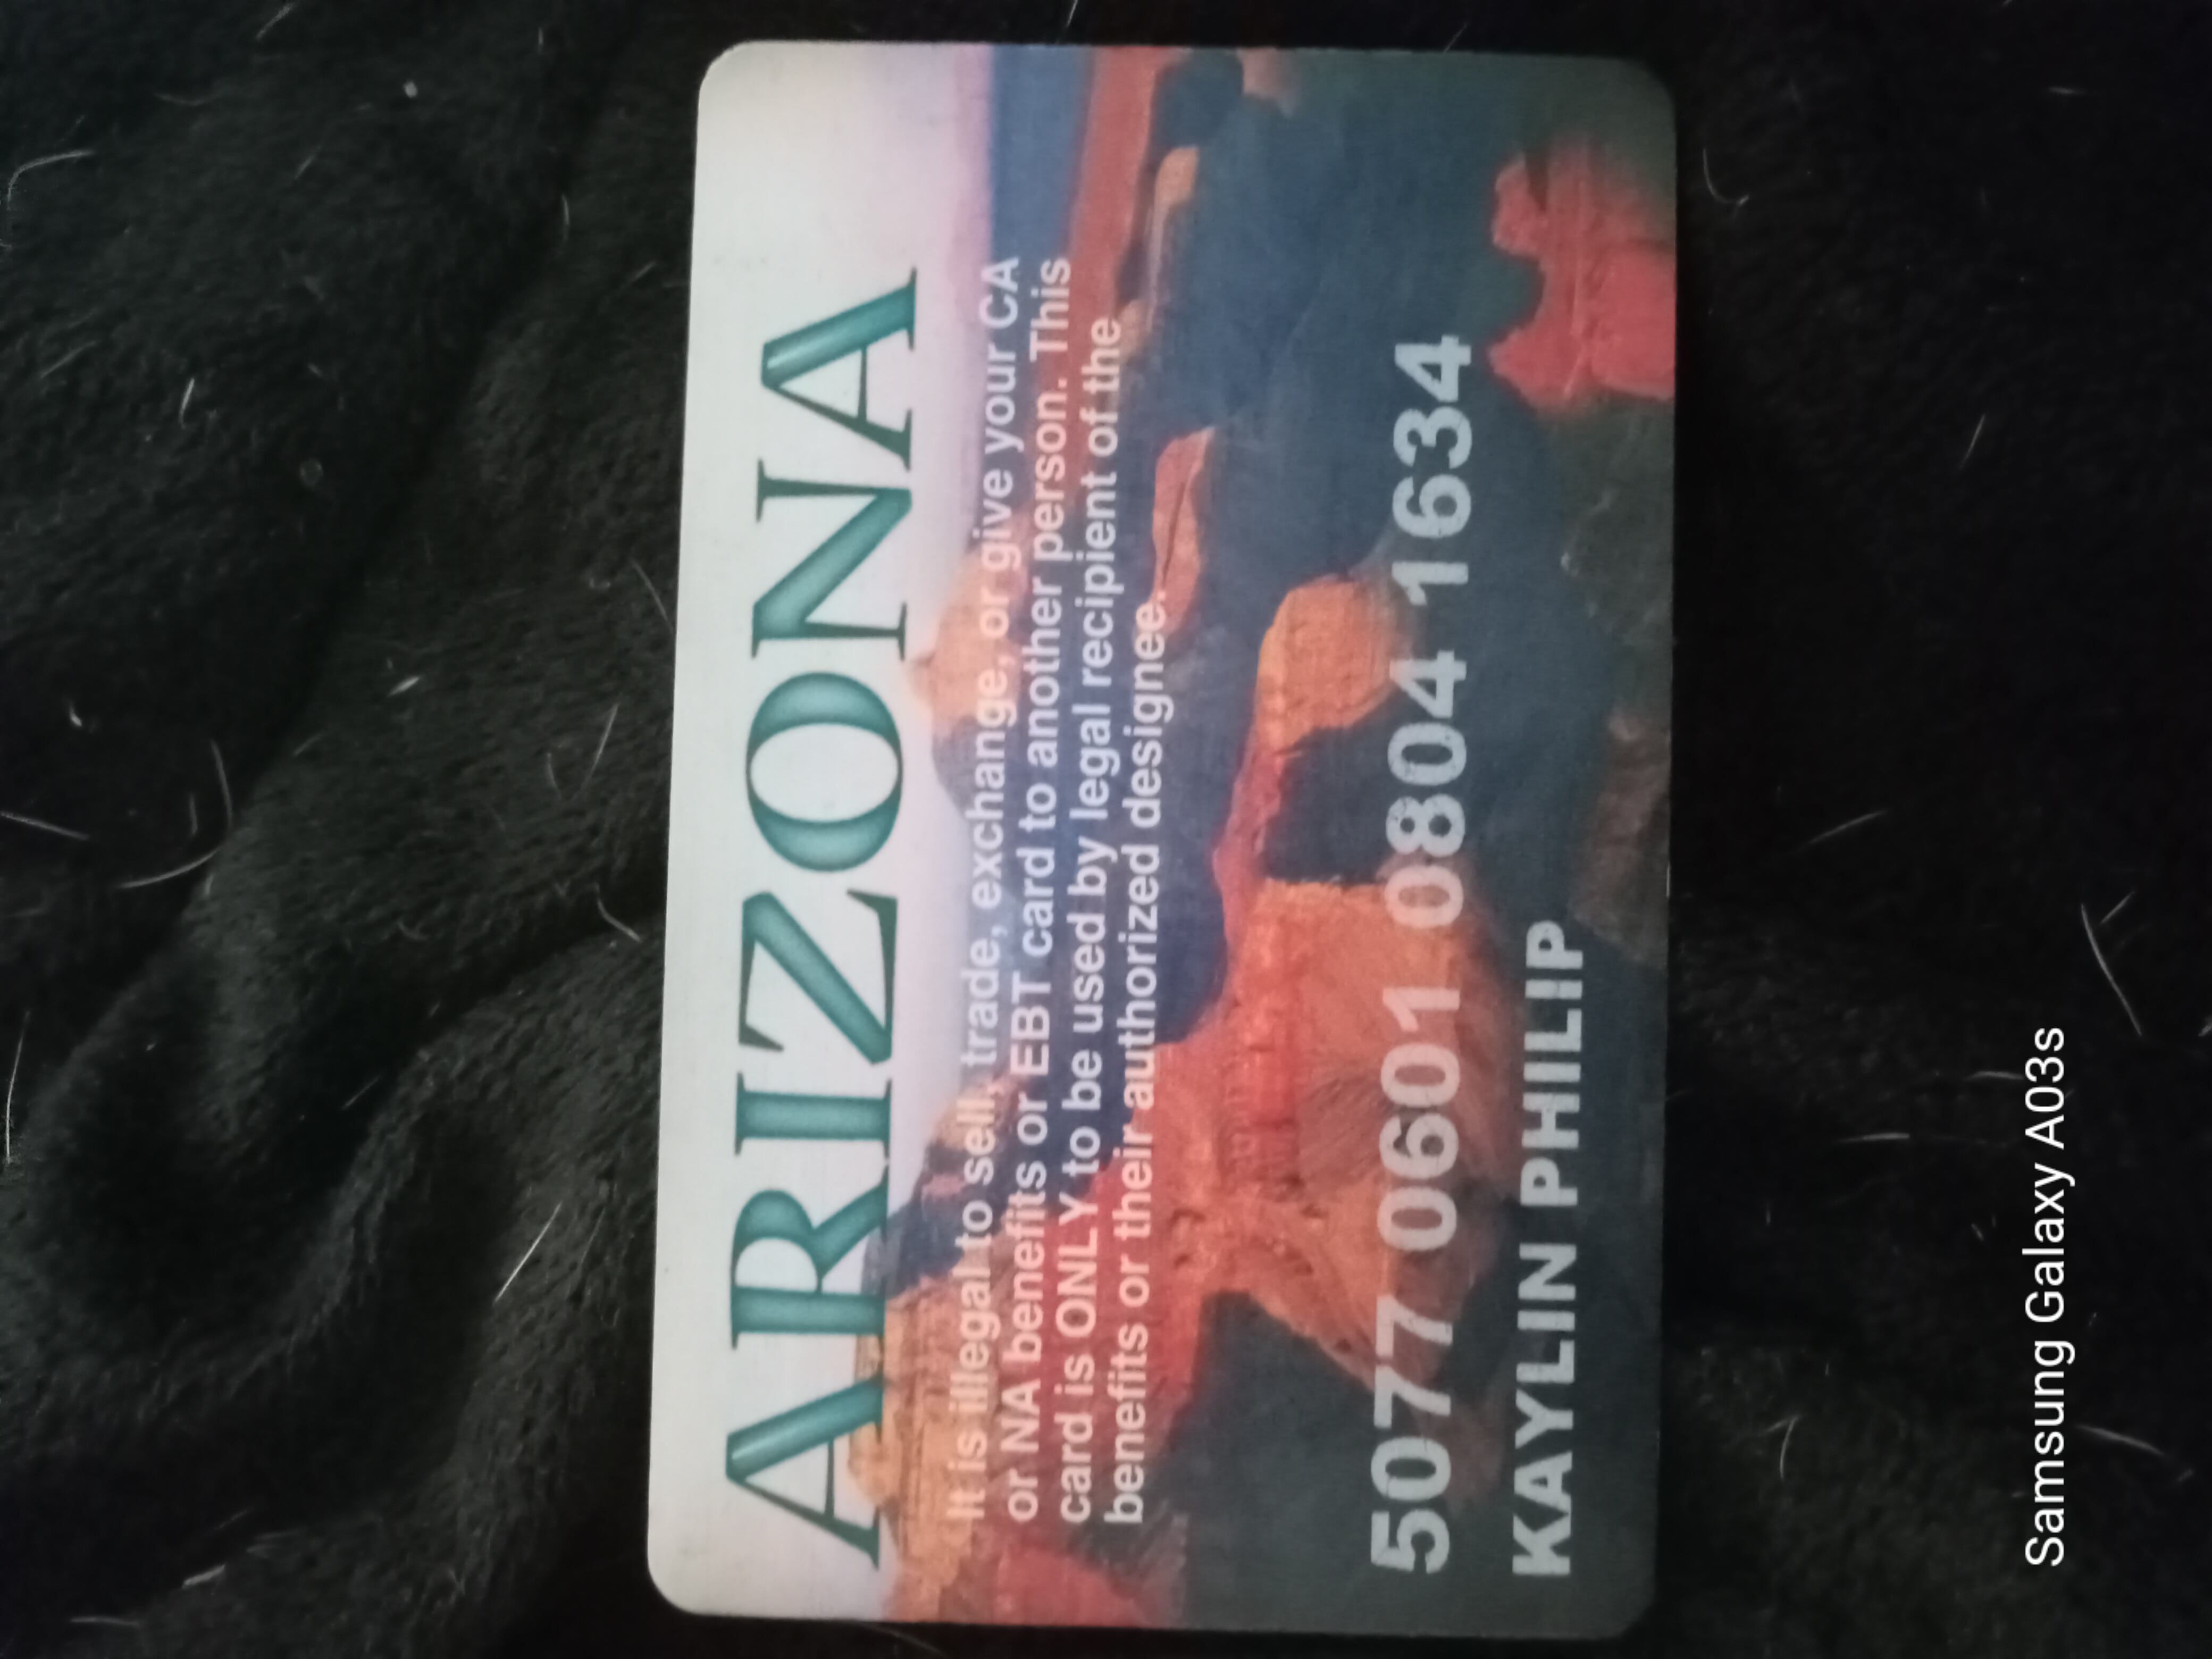 ARIZONA
It is illegal to sell, trade, exchange, or give your CA
or NA benefits or EBT card to another person. This
card is ONLY to be used by legal recipient of the
benefits or their authorized designee.
5077 0601 0804 1634
KAYLIN PHILIP
Samsung Galaxy A03s